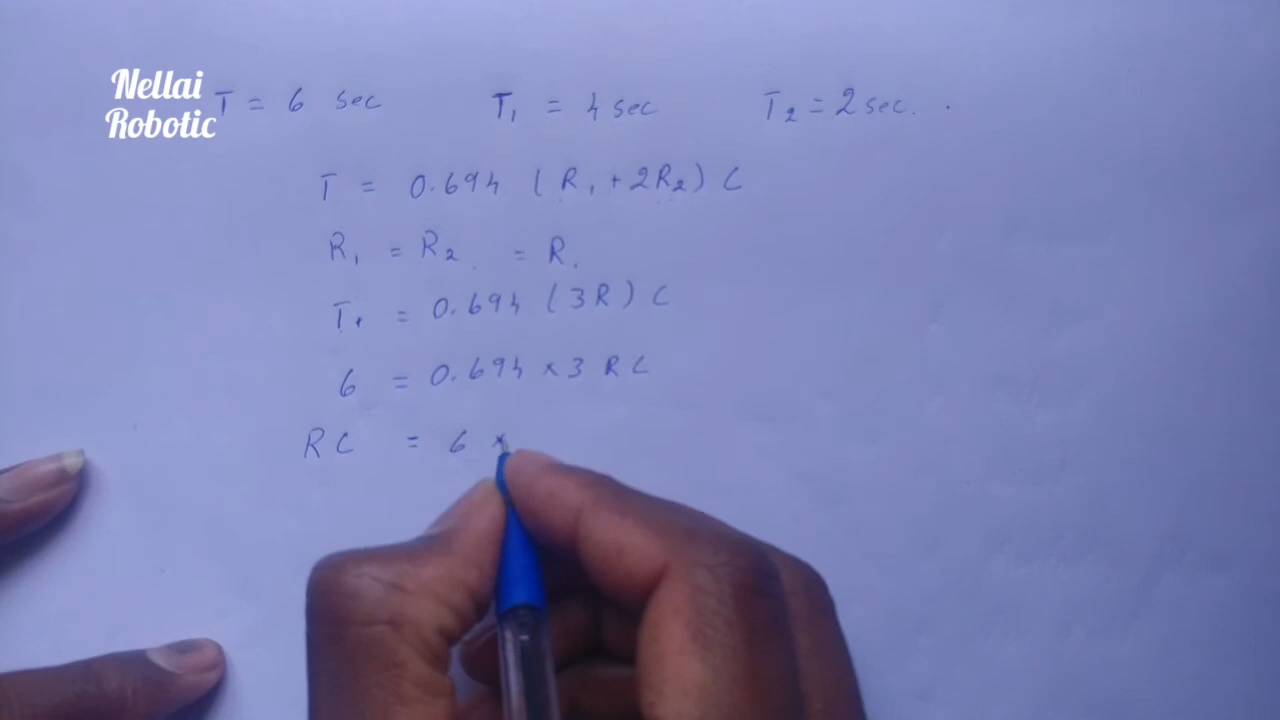 Nellai
Robotic
T = 6 sec T1 = 4 sec T2 = 2 sec.
T = 0.694 (R1 + 2R2) C
R1 = R2 = R.
T = 0.694 (3R) C
6 = 0.694 × 3 RC
RC = 6 ×